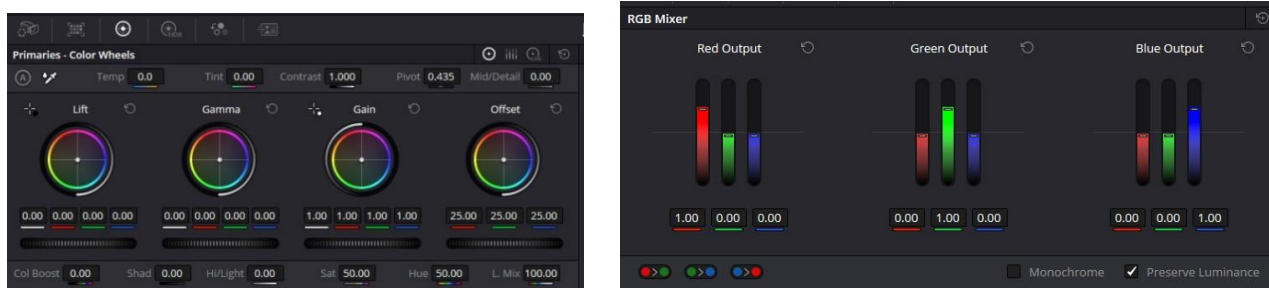 HDR
Primaries - Color Wheels
A Temp 0.0 Tint 0.00 Contrast 1.000 Pivot 0.435 Mid/Detail 0.00
Lift Gamma Gain Offset
0.00 0.00 0.00 0.00 0.00 0.00 0.00 0.00 1.00 1.00 1.00 1.00 25.00 25.00 25.00
Col Boost 0.00 Shad 0.00 Hi/Light 0.00 Sat 50.00 Hue 50.00 L. Mix 100.00
RGB Mixer
Red Output Green Output Blue Output
1.00 0.00 0.00 0.00 1.00 0.00 0.00 0.00 1.00
Monochrome Preserve Luminance